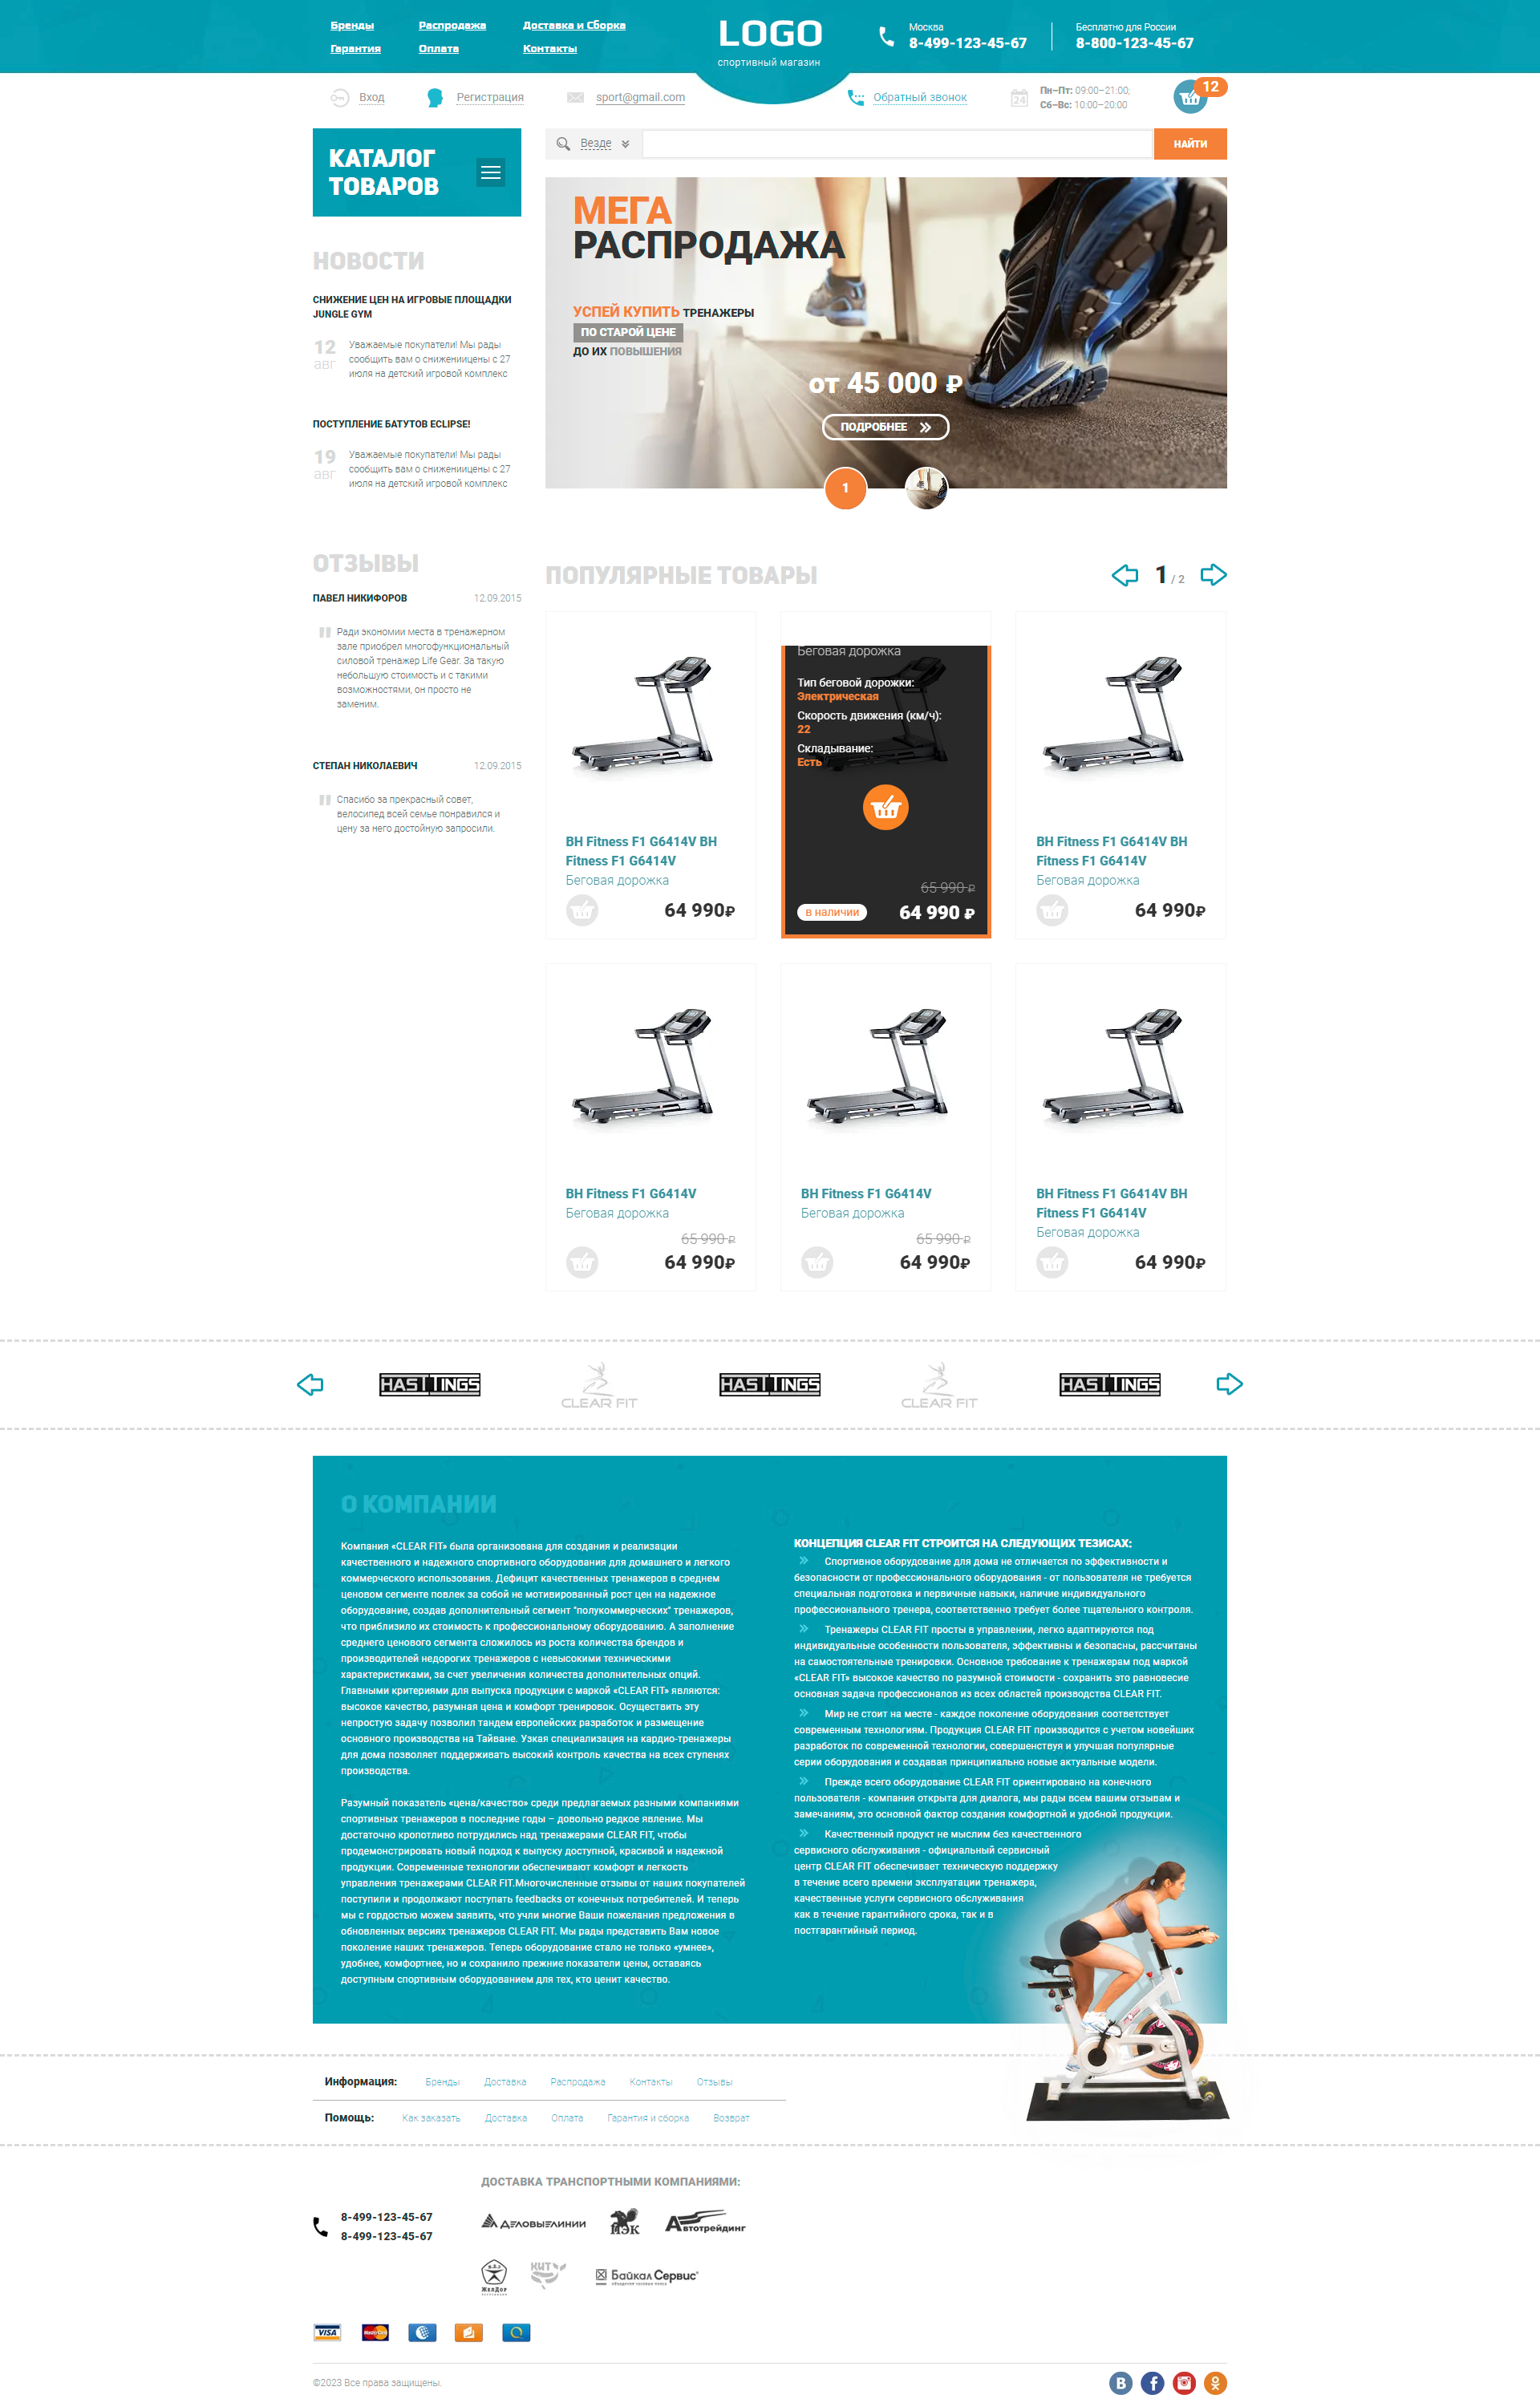 Бренды
Распродажа
Доставка и Сборка
Гарантия
Оплата
Контакты
LOGO
спортивный магазин
Москва
8-499-123-45-67
Бесплатно для России
8-800-123-45-67
Вход
Регистрация
sport@gmail.com
Обратный звонок
24
Пн–Пт: 09:00–21:00;
Сб–Вс: 10:00–20:00
12
КАТАЛОГ
ТОВАРОВ
Везде
НАЙТИ
МЕГА
РАСПРОДАЖА
УСПЕЙ КУПИТЬ ТРЕНАЖЕРЫ
ПО СТАРОЙ ЦЕНЕ
ДО ИХ ПОВЫШЕНИЯ
от 45 000 ₽
ПОДРОБНЕЕ
1
НОВОСТИ
СНИЖЕНИЕ ЦЕН НА ИГРОВЫЕ ПЛОЩАДКИ
JUNGLE GYM
12
авг
Уважаемые покупатели! Мы рады
сообщить вам о снижениицены с 27
июля на детский игровой комплекс
ПОСТУПЛЕНИЕ БАТУТОВ ECLIPSE!
19
авг
Уважаемые покупатели! Мы рады
сообщить вам о снижениицены с 27
июля на детский игровой комплекс
ОТЗЫВЫ
ПАВЕЛ НИКИФОРОВ
12.09.2015
Ради экономии места в тренажерном
зале приобрел многофункциональный
силовой тренажер Life Gear. За такую
небольшую стоимость и с такими
возможностями, он просто не
заменим.
СТЕПАН НИКОЛАЕВИЧ
12.09.2015
Спасибо за прекрасный совет,
велосипед всей семье понравился и
цену за него достойную запросили.
ПОПУЛЯРНЫЕ ТОВАРЫ
1 / 2
BH Fitness F1 G6414V BH
Fitness F1 G6414V
Беговая дорожка
64 990₽
Беговая дорожка
Тип беговой дорожки:
Электрическая
Скорость движения (км/ч):
22
Складывание:
Есть
65 990 ₽
в наличии
64 990 ₽
BH Fitness F1 G6414V BH
Fitness F1 G6414V
Беговая дорожка
64 990₽
BH Fitness F1 G6414V
Беговая дорожка
65 990 ₽
64 990₽
BH Fitness F1 G6414V
Беговая дорожка
65 990 ₽
64 990₽
BH Fitness F1 G6414V BH
Fitness F1 G6414V
Беговая дорожка
64 990₽
HASTTINGS
CLEAR FIT
HASTTINGS
CLEAR FIT
HASTTINGS
О КОМПАНИИ
Компания «CLEAR FIT» была организована для создания и реализации
качественного и надежного спортивного оборудования для домашнего и легкого
коммерческого использования. Дефицит качественных тренажеров в среднем
ценовом сегменте повлек за собой не мотивированный рост цен на надежное
оборудование, создав дополнительный сегмент "полукоммерческих" тренажеров,
что приблизило их стоимость к профессиональному оборудованию. А заполнение
среднего ценового сегмента сложилось из роста количества брендов и
производителей недорогих тренажеров с невысокими техническими
характеристиками, за счет увеличения количества дополнительных опций.
Главными критериями для выпуска продукции с маркой «CLEAR FIT» являются:
высокое качество, разумная цена и комфорт тренировок. Осуществить эту
непростую задачу позволил тандем европейских разработок и размещение
основного производства на Тайване. Узкая специализация на кардио-тренажеры
для дома позволяет поддерживать высокий контроль качества на всех ступенях
производства.
Разумный показатель «цена/качество» среди предлагаемых разными компаниями
спортивных тренажеров в последние годы – довольно редкое явление. Мы
достаточно кропотливо потрудились над тренажерами CLEAR FIT, чтобы
продемонстрировать новый подход к выпуску доступной, красивой и надежной
продукции. Современные технологии обеспечивают комфорт и легкость
управления тренажерами CLEAR FIT.Многочисленные отзывы от наших покупателей
поступили и продолжают поступать feedbacks от конечных потребителей. И теперь
мы с гордостью можем заявить, что учли многие Ваши пожелания предложения в
обновленных версиях тренажеров CLEAR FIT. Мы рады представить Вам новое
поколение наших тренажеров. Теперь оборудование стало не только «умнее»,
удобнее, комфортнее, но и сохранило прежние показатели цены, оставаясь
доступным спортивным оборудованием для тех, кто ценит качество.
КОНЦЕПЦИЯ CLEAR FIT СТРОИТСЯ НА СЛЕДУЮЩИХ ТЕЗИСАХ:
Спортивное оборудование для дома не отличается по эффективности и
безопасности от профессионального оборудования - от пользователя не требуется
специальная подготовка и первичные навыки, наличие индивидуального
профессионального тренера, соответственно требует более тщательного контроля.
Тренажеры CLEAR FIT просты в управлении, легко адаптируются под
индивидуальные особенности пользователя, эффективны и безопасны, рассчитаны
на самостоятельные тренировки. Основное требование к тренажерам под маркой
«CLEAR FIT» высокое качество по разумной стоимости - сохранить это равновесие
основная задача профессионалов из всех областей производства CLEAR FIT.
Мир не стоит на месте - каждое поколение оборудования соответствует
современным технологиям. Продукция CLEAR FIT производится с учетом новейших
разработок по современной технологии, совершенствуя и улучшая популярные
серии оборудования и создавая принципиально новые актуальные модели.
Прежде всего оборудование CLEAR FIT ориентировано на конечного
пользователя - компания открыта для диалога, мы рады всем вашим отзывам и
замечаниям, это основной фактор создания комфортной и удобной продукции.
Качественный продукт не мыслим без качественного
сервисного обслуживания - официальный сервисный
центр CLEAR FIT обеспечивает техническую поддержку
в течение всего времени эксплуатации тренажера,
качественные услуги сервисного обслуживания
как в течение гарантийного срока, так и в
постгарантийный период.
Информация:
Бренды
Доставка
Распродажа
Контакты
Отзывы
Помощь:
Как заказать
Доставка
Оплата
Гарантия и сборка
Возврат
ДОСТАВКА ТРАНСПОРТНЫМИ КОМПАНИЯМИ:
8-499-123-45-67
8-499-123-45-67
ДЕЛОВЫЕ ЛИНИИ
ПЭК
Автотрейдинг
ЖелДор
КИТ
Байкал Сервис
VISA
MasterCard
©2023 Все права защищены.